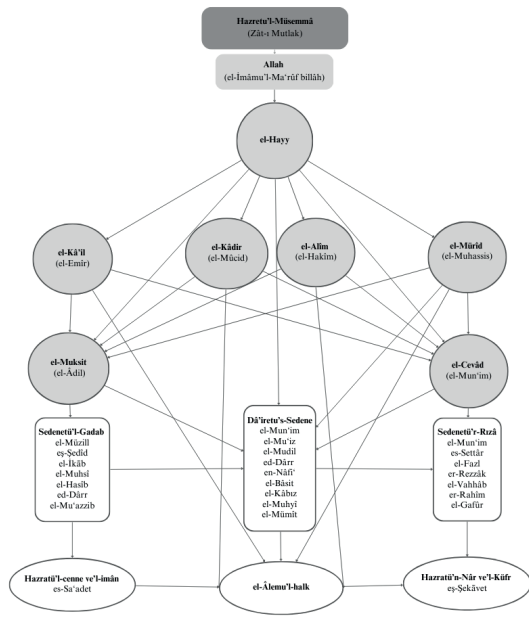 Hazretu'l-Müsemmâ
(Zât-ı Mutlak)
Allah
(el-İmâmu'l-Ma'rûf billâh)
el-Hayy
el-Kâ'il
(el-Emîr)
el-Kâdir
(el-Mûcid)
el-Alîm
(el-Hakîm)
el-Mürîd
(el-Muhassis)
el-Muksit
(el-Âdil)
el-Cevâd
(el-Mun'im)
Sedenetü'l-Gadab
el-Müzill
eş-Şedîd
el-İkâb
el-Muhsî
el-Hasîb
ed-Dârr
el-Mu'azzib
Dâ'iretu's-Sedene
el-Mun'im
el-Mu'iz
el-Mudil
ed-Dârr
en-Nâfi'
el-Bâsit
el-Kâbız
el-Muhyî
el-Mümît
Sedenetü'r-Rızâ
el-Mun'im
es-Settâr
el-Fazl
er-Rezzâk
el-Vahhâb
er-Rahîm
el-Gafûr
Hazratü'l-cenne ve'l-imân
es-Sa'adet
el-Âlemu'l-halk
Hazratü'n-Nâr ve'l-Küfr
eş-Şekâvet